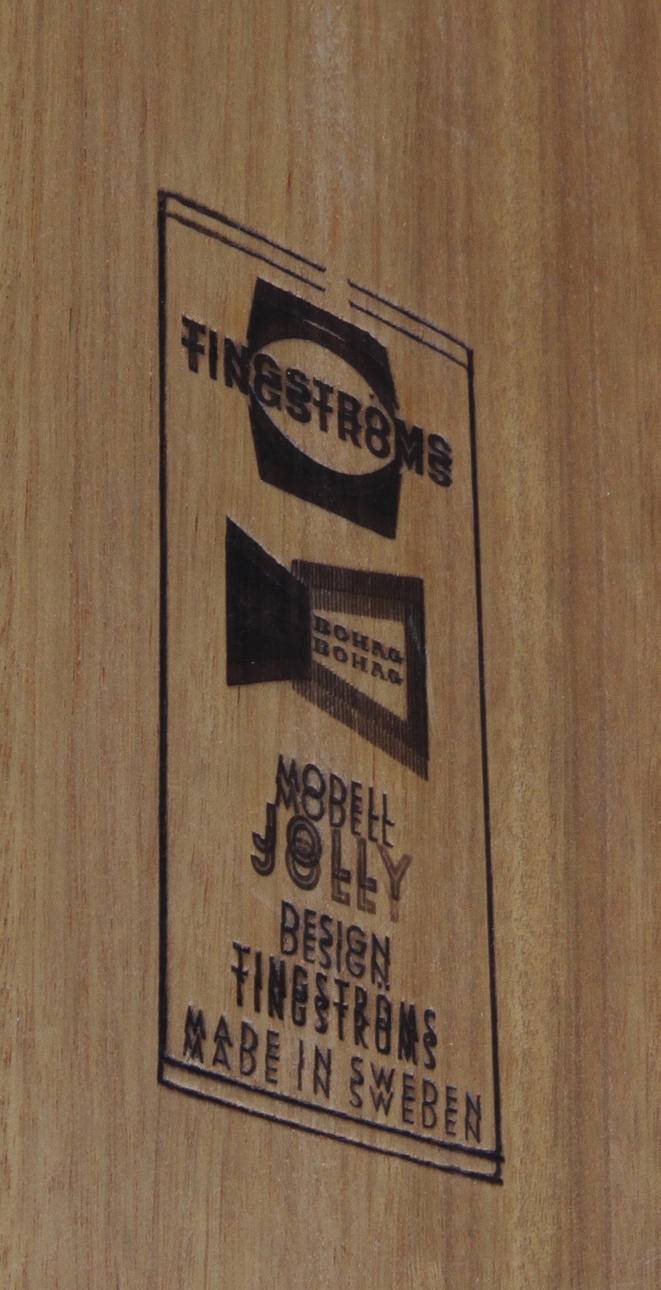 TINGSTRÖMS
BOHAG
MODELL
JOLLY
DESIGN
TINGSTRÖMS
MADE IN SWEDEN